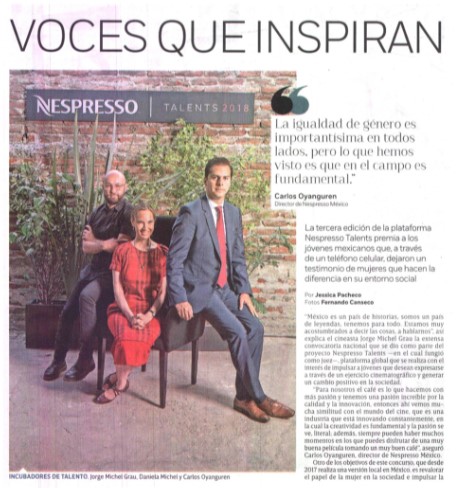 VOCES QUE INSPIRAN
NESPRESSO | TALENTS 2018
La igualdad de género es
importantísima en todos
lados, pero lo que hemos
visto es que en el campo es
fundamental."
Carlos Oyanguren
Director de Nespresso México
La tercera edición de la plataforma
Nespresso Talents premia a los
jóvenes mexicanos que, a través
de un teléfono celular, dejaron un
testimonio de mujeres que hacen la
diferencia en su entorno social
Por Jessica Pacheco
Fotos Fernando Canseco
"México es un país de historias, somos un país
de leyendas, tenemos para todo. Estamos muy
acostumbrados a decir las cosas, a hablarnos", así
explica el cineasta Jorge Michel Grau la extensa
convocatoria nacional que se dio como parte del
proyecto Nespresso Talents —en el cual fungió
como juez—, plataforma global que se realiza con el
interés de impulsar a jóvenes que desean expresarse
a través de un ejercicio cinematográfico y generar
un cambio positivo en la sociedad.
"Para nosotros el café es lo que hacemos con
más pasión y tenemos una pasión increíble por la
calidad y la innovación, entonces ahí vemos mu-
cha similitud con el mundo del cine, que es una
industria que está innovando constantemente, en
la cual la creatividad es fundamental y la pasión se
ve, literal, además, siempre pueden haber muchos
momentos en los que puedes disfrutar de una muy
buena película tomando un muy buen café", aseguró
Carlos Oyanguren, director de Nespresso México.
Otro de los objetivos de este concurso, que desde
2017 realiza una versión local en México, es revalorar
el papel de la mujer en la sociedad e impulsar la
INCUBADORES DE TALENTO. Jorge Michel Grau, Daniela Michel y Carlos Oyanguren